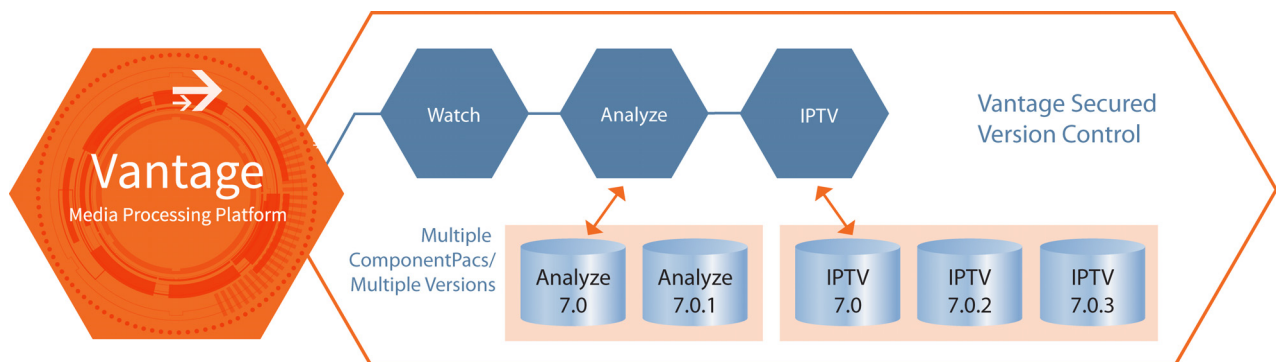 Vantage
Media Processing Platform
Watch
Analyze
IPTV
Vantage Secured
Version Control
Multiple
ComponentPacs/
Multiple Versions
Analyze
7.0
Analyze
7.0.1
IPTV
7.0
IPTV
7.0.2
IPTV
7.0.3